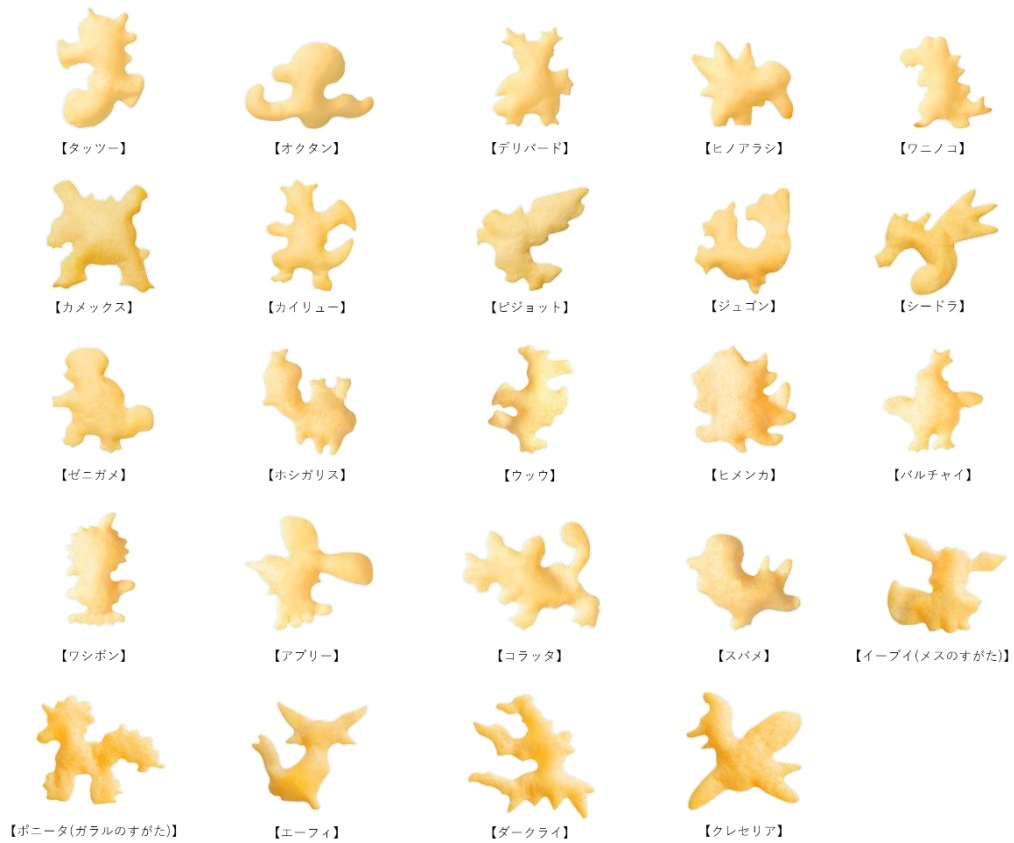 【タッツー】
【オクタン】
【デリバード】
【ヒノアラシ】
【ワニノコ】
【カメックス】
【カイリュー】
【ピジョット】
【ジュゴン】
【シードラ】
【ゼニガメ】
【ホシガリス】
【ウッウ】
【ヒメンカ】
【バルチャイ】
【ワシボン】
【アブリー】
【コラッタ】
【スバメ】
【イーブイ(メスのすがた)】
【ポニータ(ガラルのすがた)】
【エーフィ】
【ダークライ】
【クレセリア】